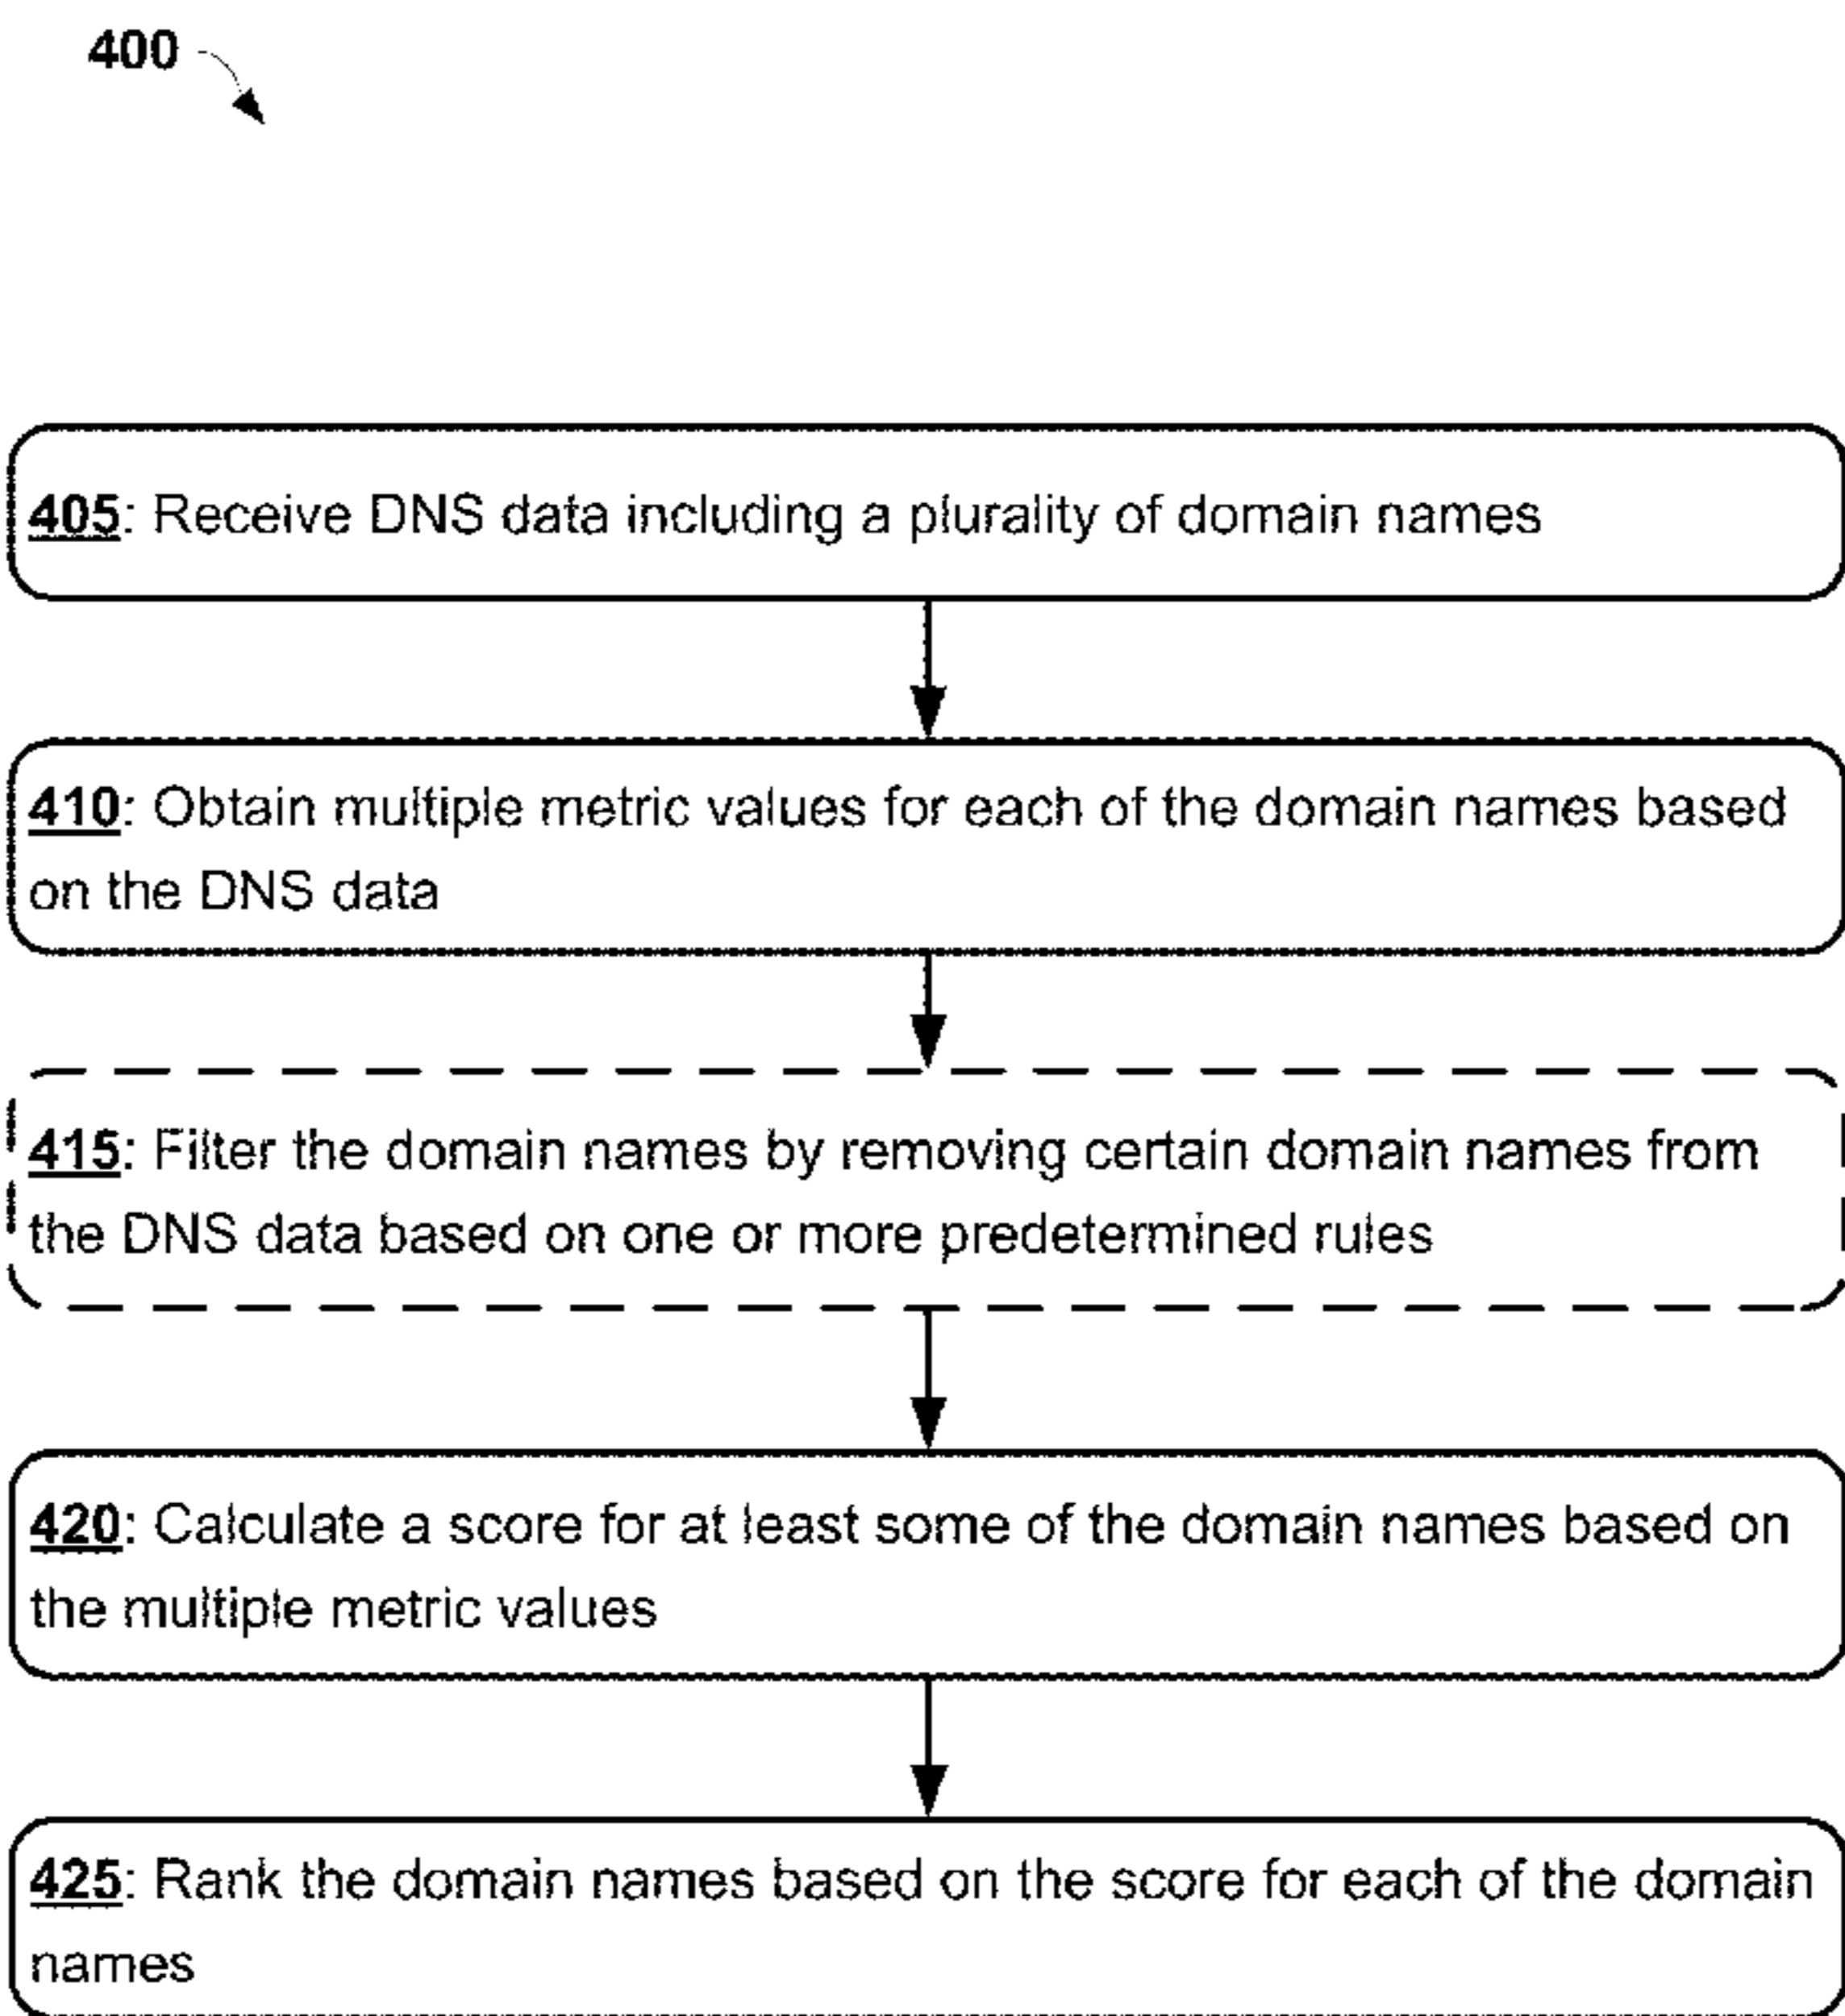 400
405: Receive DNS data including a plurality of domain names
410: Obtain multiple metric values for each of the domain names based
on the DNS data
415: Filter the domain names by removing certain domain names from
the DNS data based on one or more predetermined rules
420: Calculate a score for at least some of the domain names based on
the multiple metric values
425: Rank the domain names based on the score for each of the domain
names